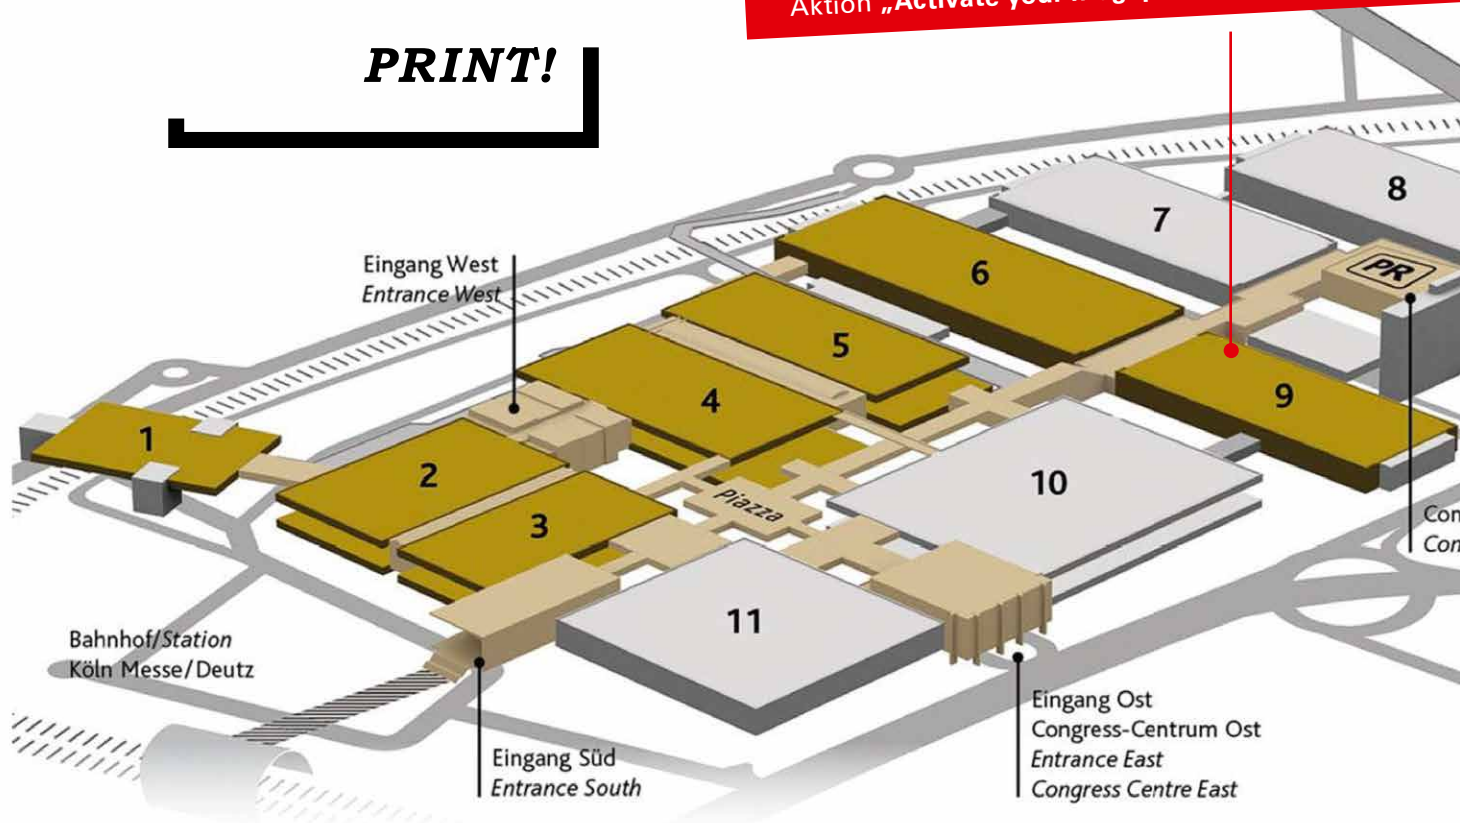 Aktion „Activate your
PRINT!
8
7
PR
6
Eingang West
Entrance West
5
4
9
1
2
10
Piazza
3
11
Bahnhof/Station
Köln Messe/Deutz
Eingang Süd
Entrance South
Eingang Ost
Congress-Centrum Ost
Entrance East
Congress Centre East